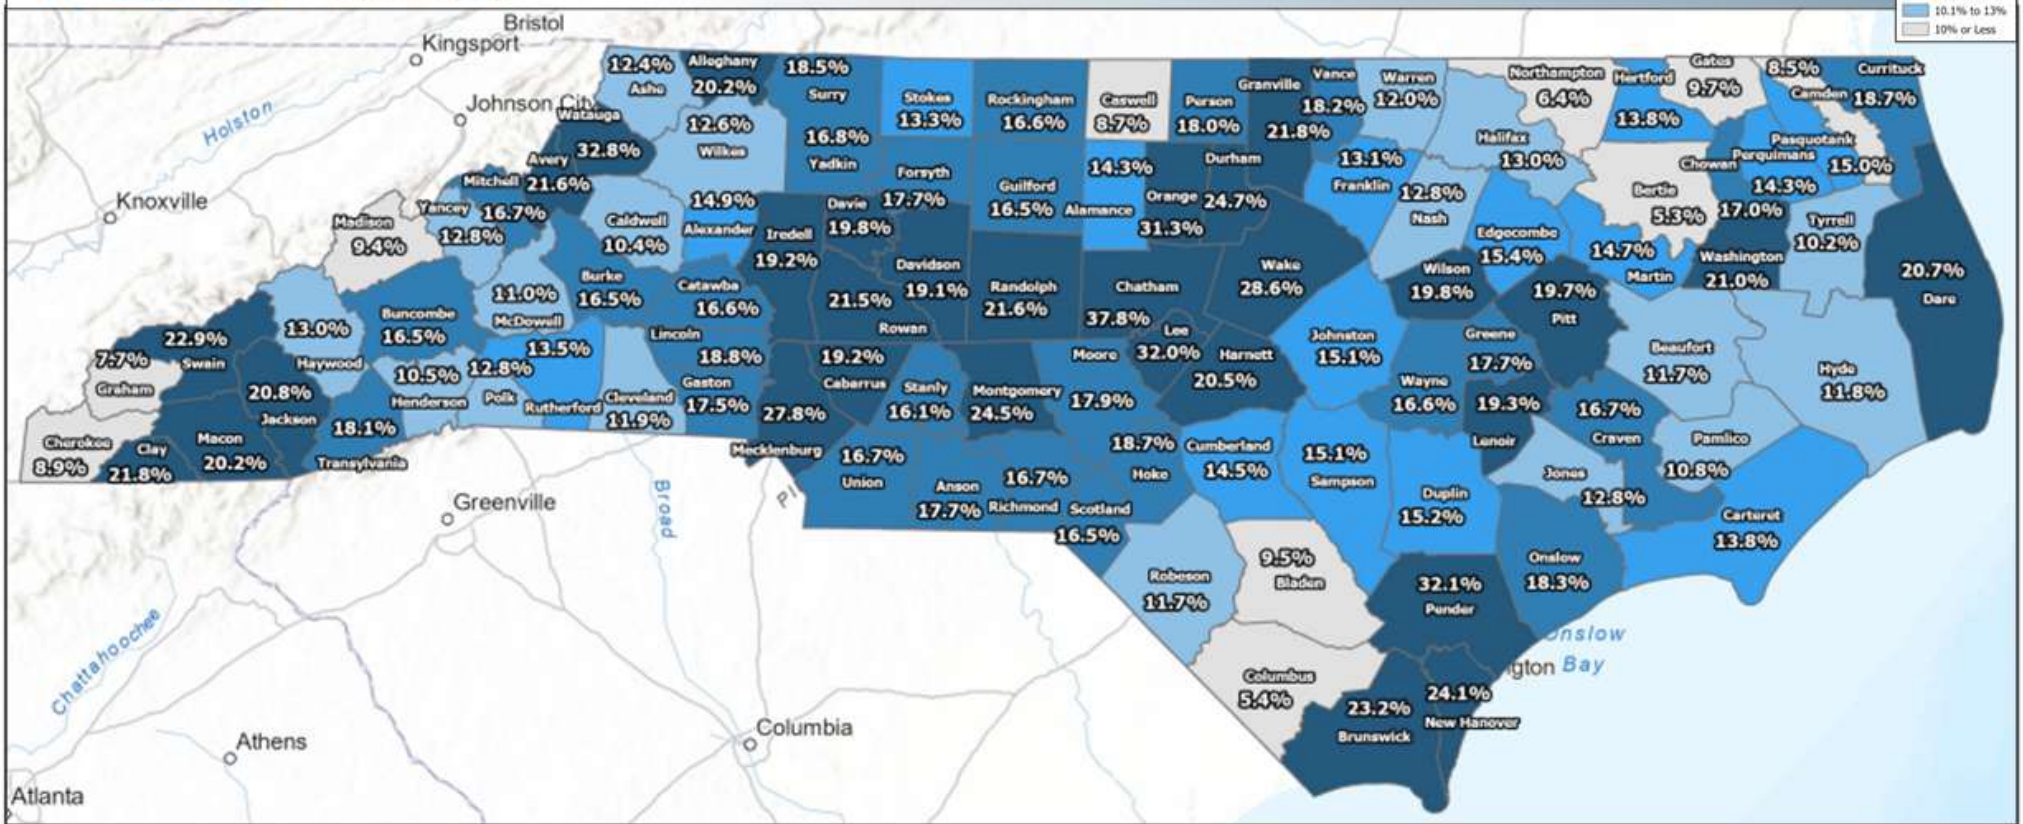 10.1% to 13%
10% or Less
Bristol
Kingsport
Johnson City
Holston
Knoxville
12.4%
Ashe
Alleghany
20.2%
18.5%
Surry
Stokes
13.3%
Rockingham
16.6%
Caswell
8.7%
Person
18.0%
Granville
21.8%
Vance
18.2%
Warren
12.0%
Northampton
6.4%
Hertford
13.8%
Gates
9.7%
8.5%
Camden
Currituck
18.7%
Watauga
32.8%
12.6%
Wilkes
16.8%
Yadkin
Forsyth
17.7%
Guilford
16.5%
14.3%
Alamance
Orange
31.3%
Durham
24.7%
13.1%
Franklin
Halifax
13.0%
12.8%
Nash
Bertie
5.3%
Chowan
17.0%
Perquimans
14.3%
Pasquotank
15.0%
Avery
21.6%
Mitchell
16.7%
Yancey
12.8%
Madison
9.4%
Caldwell
10.4%
14.9%
Alexander
Iredell
19.2%
Davie
19.8%
Davidson
19.1%
Randolph
21.6%
Chatham
37.8%
Wake
28.6%
Wilson
19.8%
Edgecombe
15.4%
14.7%
Martin
Washington
21.0%
Tyrrell
10.2%
20.7%
Dare
Buncombe
16.5%
11.0%
McDowell
Burke
16.5%
Catawba
16.6%
21.5%
Rowan
Lee
32.0%
Harnett
20.5%
Johnston
15.1%
Greene
17.7%
19.7%
Pitt
Beaufort
11.7%
Hyde
11.8%
22.9%
Swain
13.0%
Haywood
7.7%
Graham
20.8%
Jackson
10.5%
Henderson
12.8%
Polk
13.5%
Rutherford
Cleveland
11.9%
Lincoln
18.8%
Gaston
17.5%
27.8%
Mecklenburg
19.2%
Cabarrus
Stanly
16.1%
Montgomery
24.5%
Moore
17.9%
Wayne
16.6%
19.3%
Lenoir
16.7%
Craven
Cherokee
8.9%
Clay
21.8%
Macon
20.2%
18.1%
Transylvania
16.7%
Union
Anson
17.7%
16.7%
Richmond
Scotland
16.5%
18.7%
Hoke
Cumberland
14.5%
15.1%
Sampson
Duplin
15.2%
Jones
12.8%
Pamlico
10.8%
Carteret
13.8%
Onslow
18.3%
Greenville
Broad
Robeson
11.7%
9.5%
Bladen
32.1%
Pender
Onslow
Bay
Columbus
5.4%
23.2%
Brunswick
24.1%
New Hanover
Chattahoochee
Columbia
Athens
Atlanta